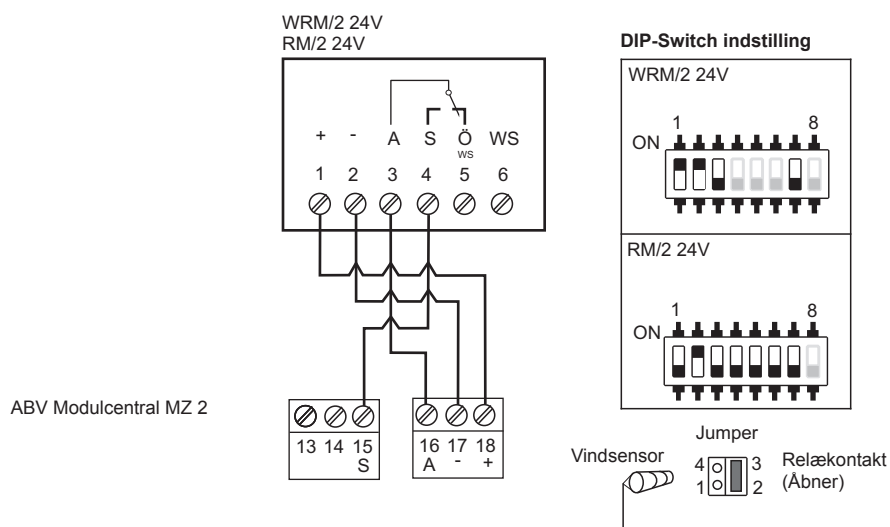 WRM/2 24V
RM/2 24V
+ - A S Ö WS
WS
1 2 3 4 5 6
ABV Modulcentral MZ 2
13 14 15
S
16 17 18
A - +
DIP-Switch indstilling
WRM/2 24V
1 8
ON
RM/2 24V
1 8
ON
Jumper
Vindsensor
4 3 Relækontakt
1 2 (Åbner)